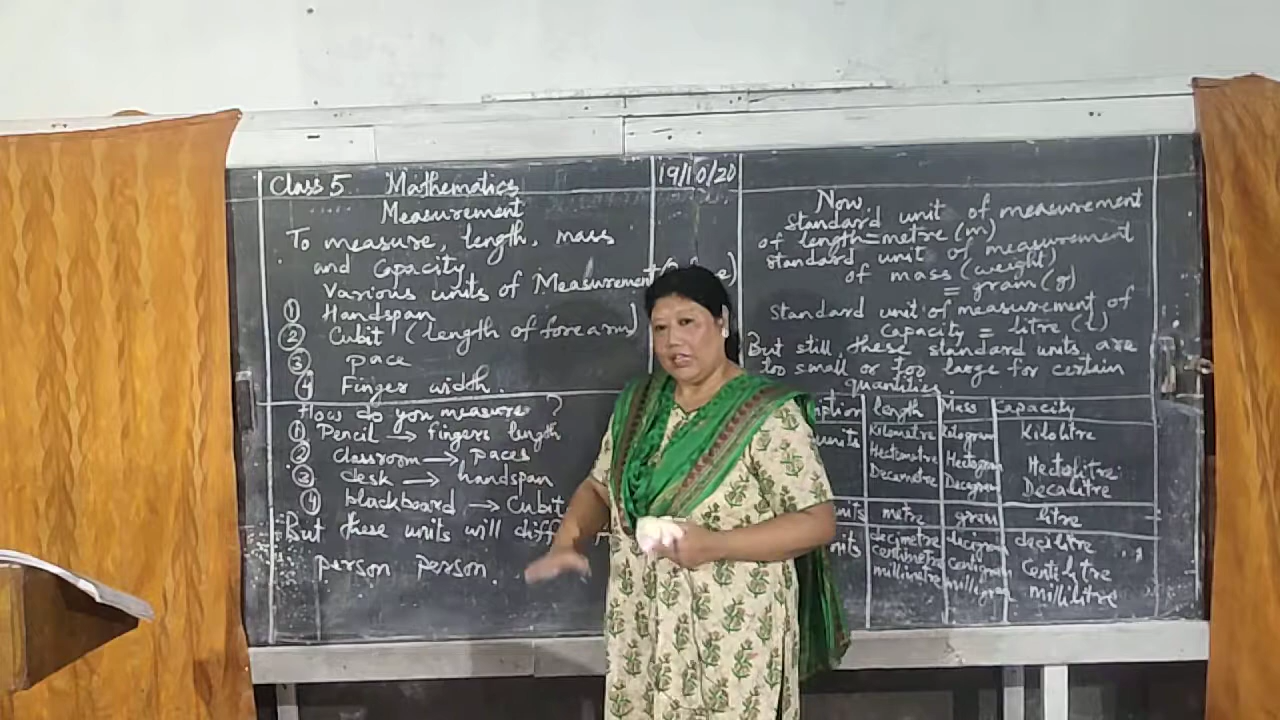 Class 5 Mathematics 19/10/20
Measurement
To measure, length, mass
and Capacity
Various units of Measurement
① Handspan
② Cubit (length of forearm)
③ pace
④ Finger width.
How do you measure ?
① Pencil → fingers length
② classroom → paces
③ desk → handspan
④ blackboard → Cubit
But these units will
person person.
Now
standard unit of measurement
of length = metre (m)
standard unit of measurement
of mass (weight)
= gram (g)
standard unit of measurement of
capacity = litre (l)
But still these standard units are
too small or too large for certain
quantities
length Mass Capacity
units Kilometre Kilogram Kilolitre
Hectometre Hectogram Hectolitre
Decametre Decagram Decalitre
metre gram litre
decimetre decigram decilitre
centimetre centigram Centilitre
millimetre milligram millilitre